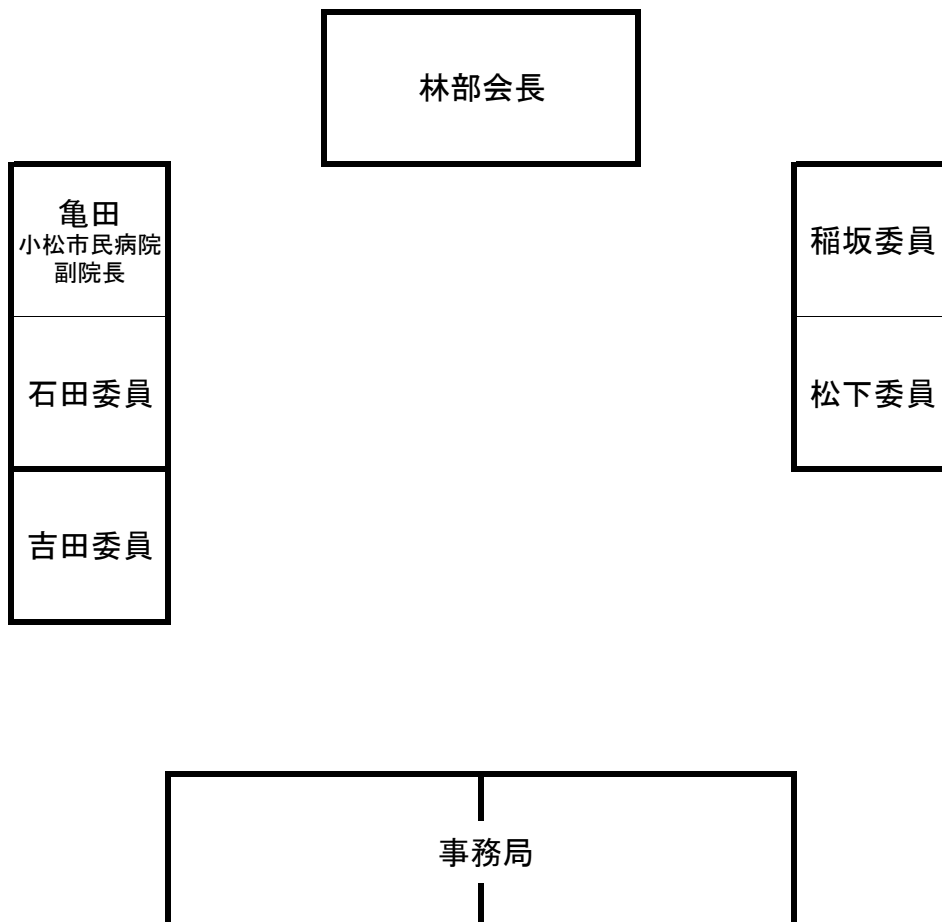 林部会長
亀田
小松市民病院
副院長
石田委員
吉田委員
稲坂委員
松下委員
事務局